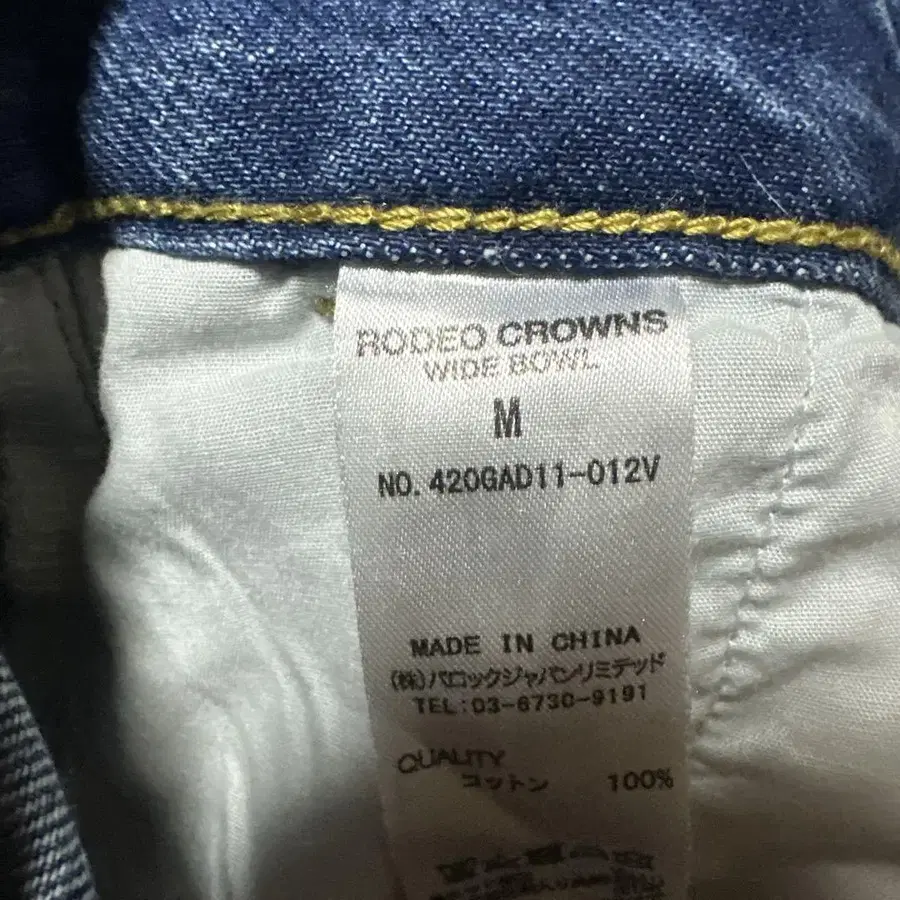 RODEO CROWNS
WIDE BOWL
M
NO. 420GAD11-012V
MADE IN CHINA
(株)バロックジャパンリミテッド
TEL:03-6730-9191
QUALITY
コットン 100%